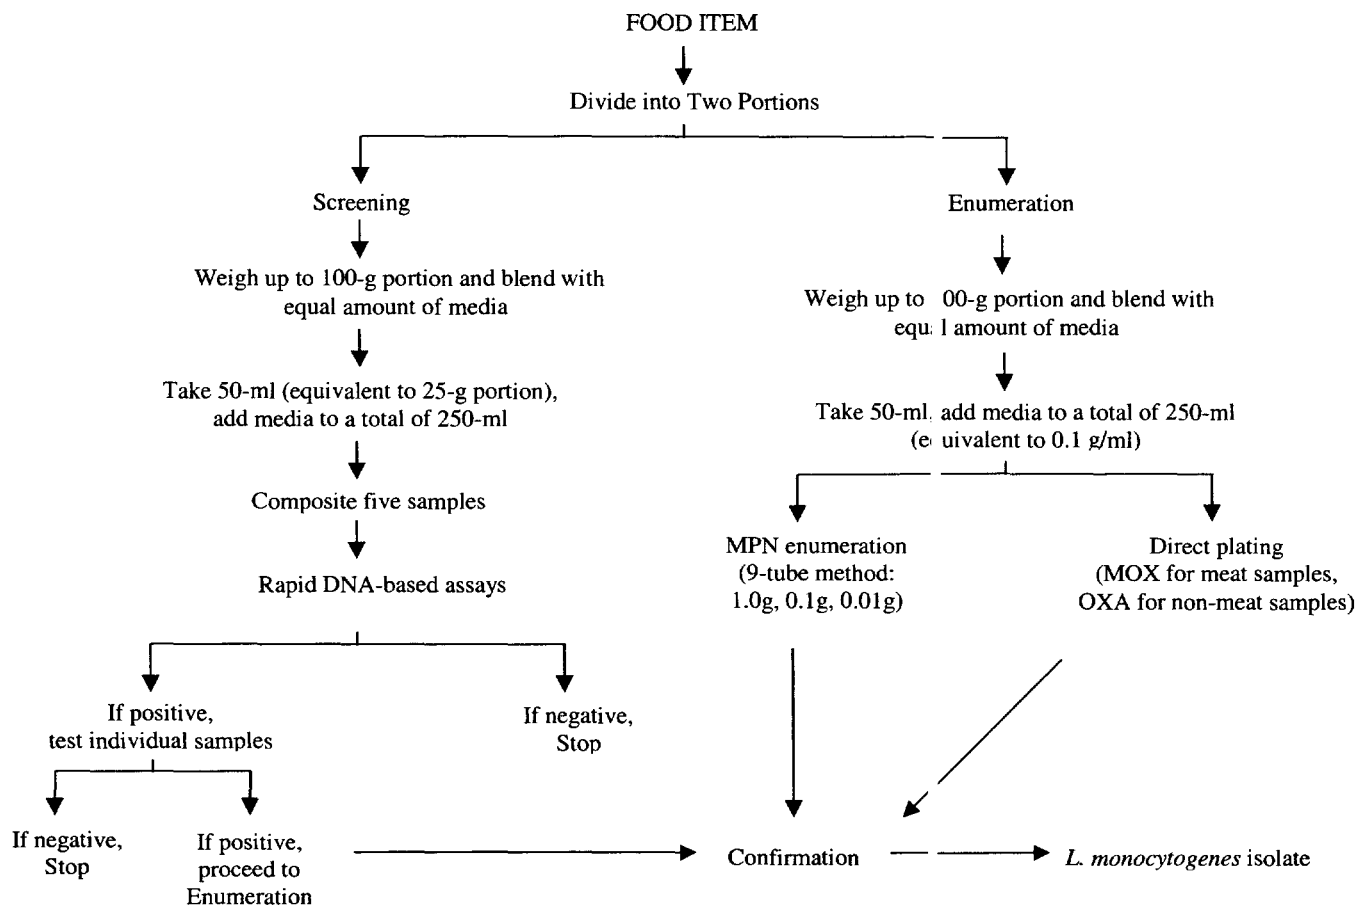 FOOD ITEM
Divide into Two Portions
Screening
Weigh up to 100-g portion and blend with
equal amount of media
Take 50-ml (equivalent to 25-g portion),
add media to a total of 250-ml
Composite five samples
Rapid DNA-based assays
If positive,
test individual samples
If negative,
Stop
If negative,
Stop
If positive,
proceed to
Enumeration
Enumeration
Weigh up to 00-g portion and blend with
equal amount of media
Take 50-ml, add media to a total of 250-ml
(equivalent to 0.1 g/ml)
MPN enumeration
(9-tube method:
1.0g, 0.1g, 0.01g)
Direct plating
(MOX for meat samples,
OXA for non-meat samples)
Confirmation
L. monocytogenes isolate